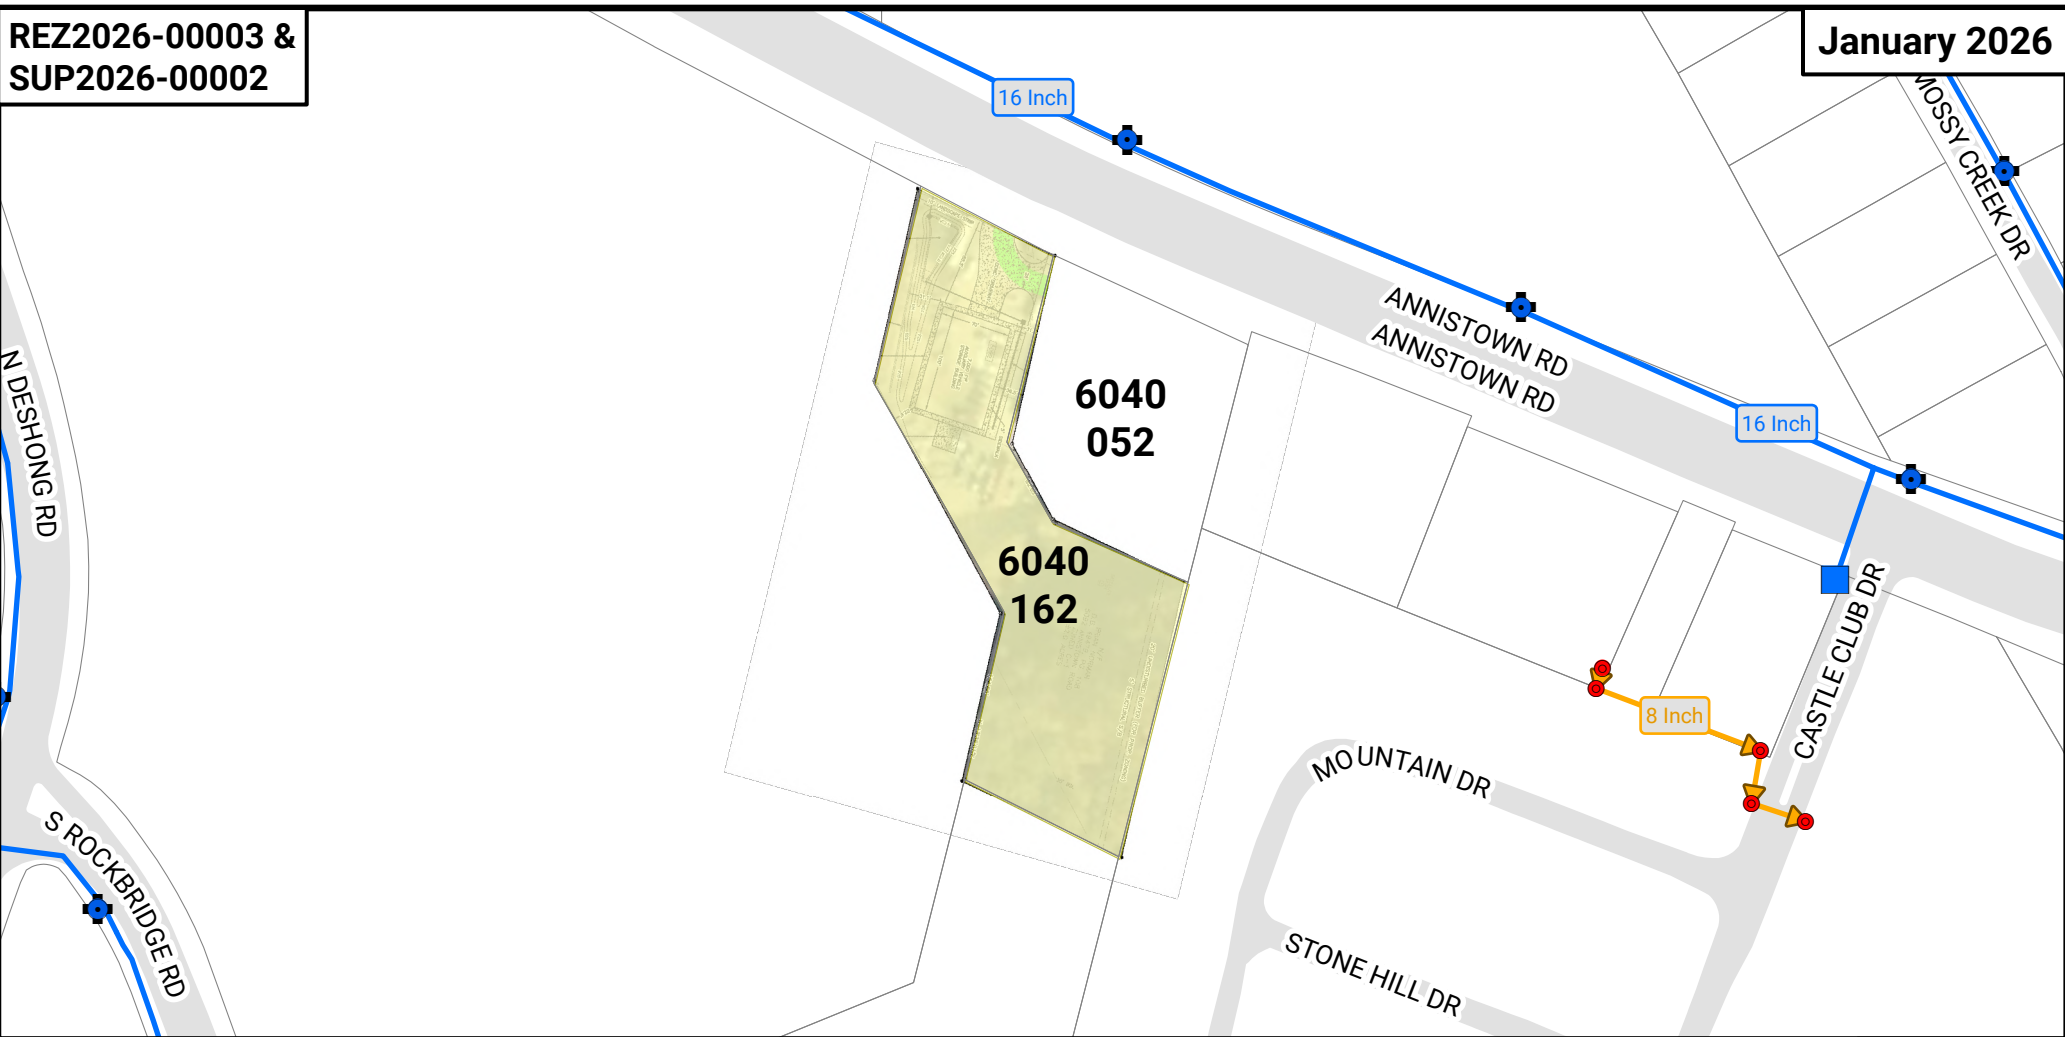 REZ2026-00003 &
SUP2026-00002
January 2026
16 Inch
MOSSY CREEK DR
ANNISTOWN RD
ANNISTOWN RD
N DESHONG RD
6040
052
16 Inch
6040
162
CASTLE CLUB DR
8 Inch
MOUNTAIN DR
S ROCKBRIDGE RD
STONE HILL DR